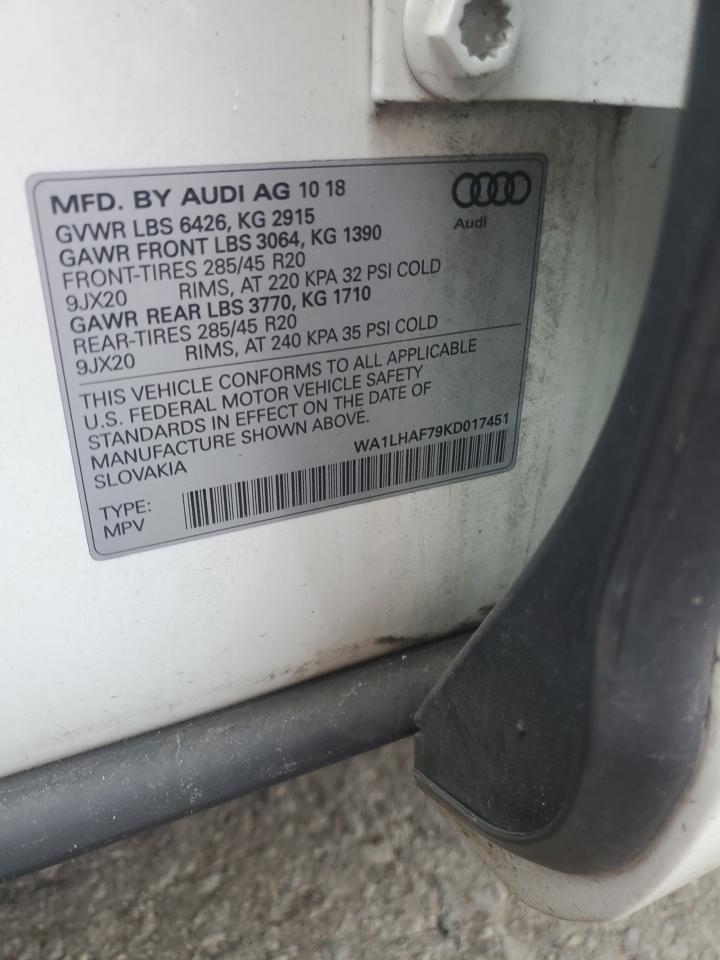 MFD. BY AUDI AG 10 18
GVWR LBS 6426, KG 2915
GAWR FRONT LBS 3064, KG 1390
FRONT-TIRES 285/45 R20
9JX20 RIMS, AT 220 KPA 32 PSI COLD
GAWR REAR LBS 3770, KG 1710
REAR-TIRES 285/45 R20
9JX20 RIMS, AT 240 KPA 35 PSI COLD
Audi
THIS VEHICLE CONFORMS TO ALL APPLICABLE
U.S. FEDERAL MOTOR VEHICLE SAFETY
STANDARDS IN EFFECT ON THE DATE OF
MANUFACTURE SHOWN ABOVE.
SLOVAKIA
WA1LHAF79KD017451
TYPE:
MPV